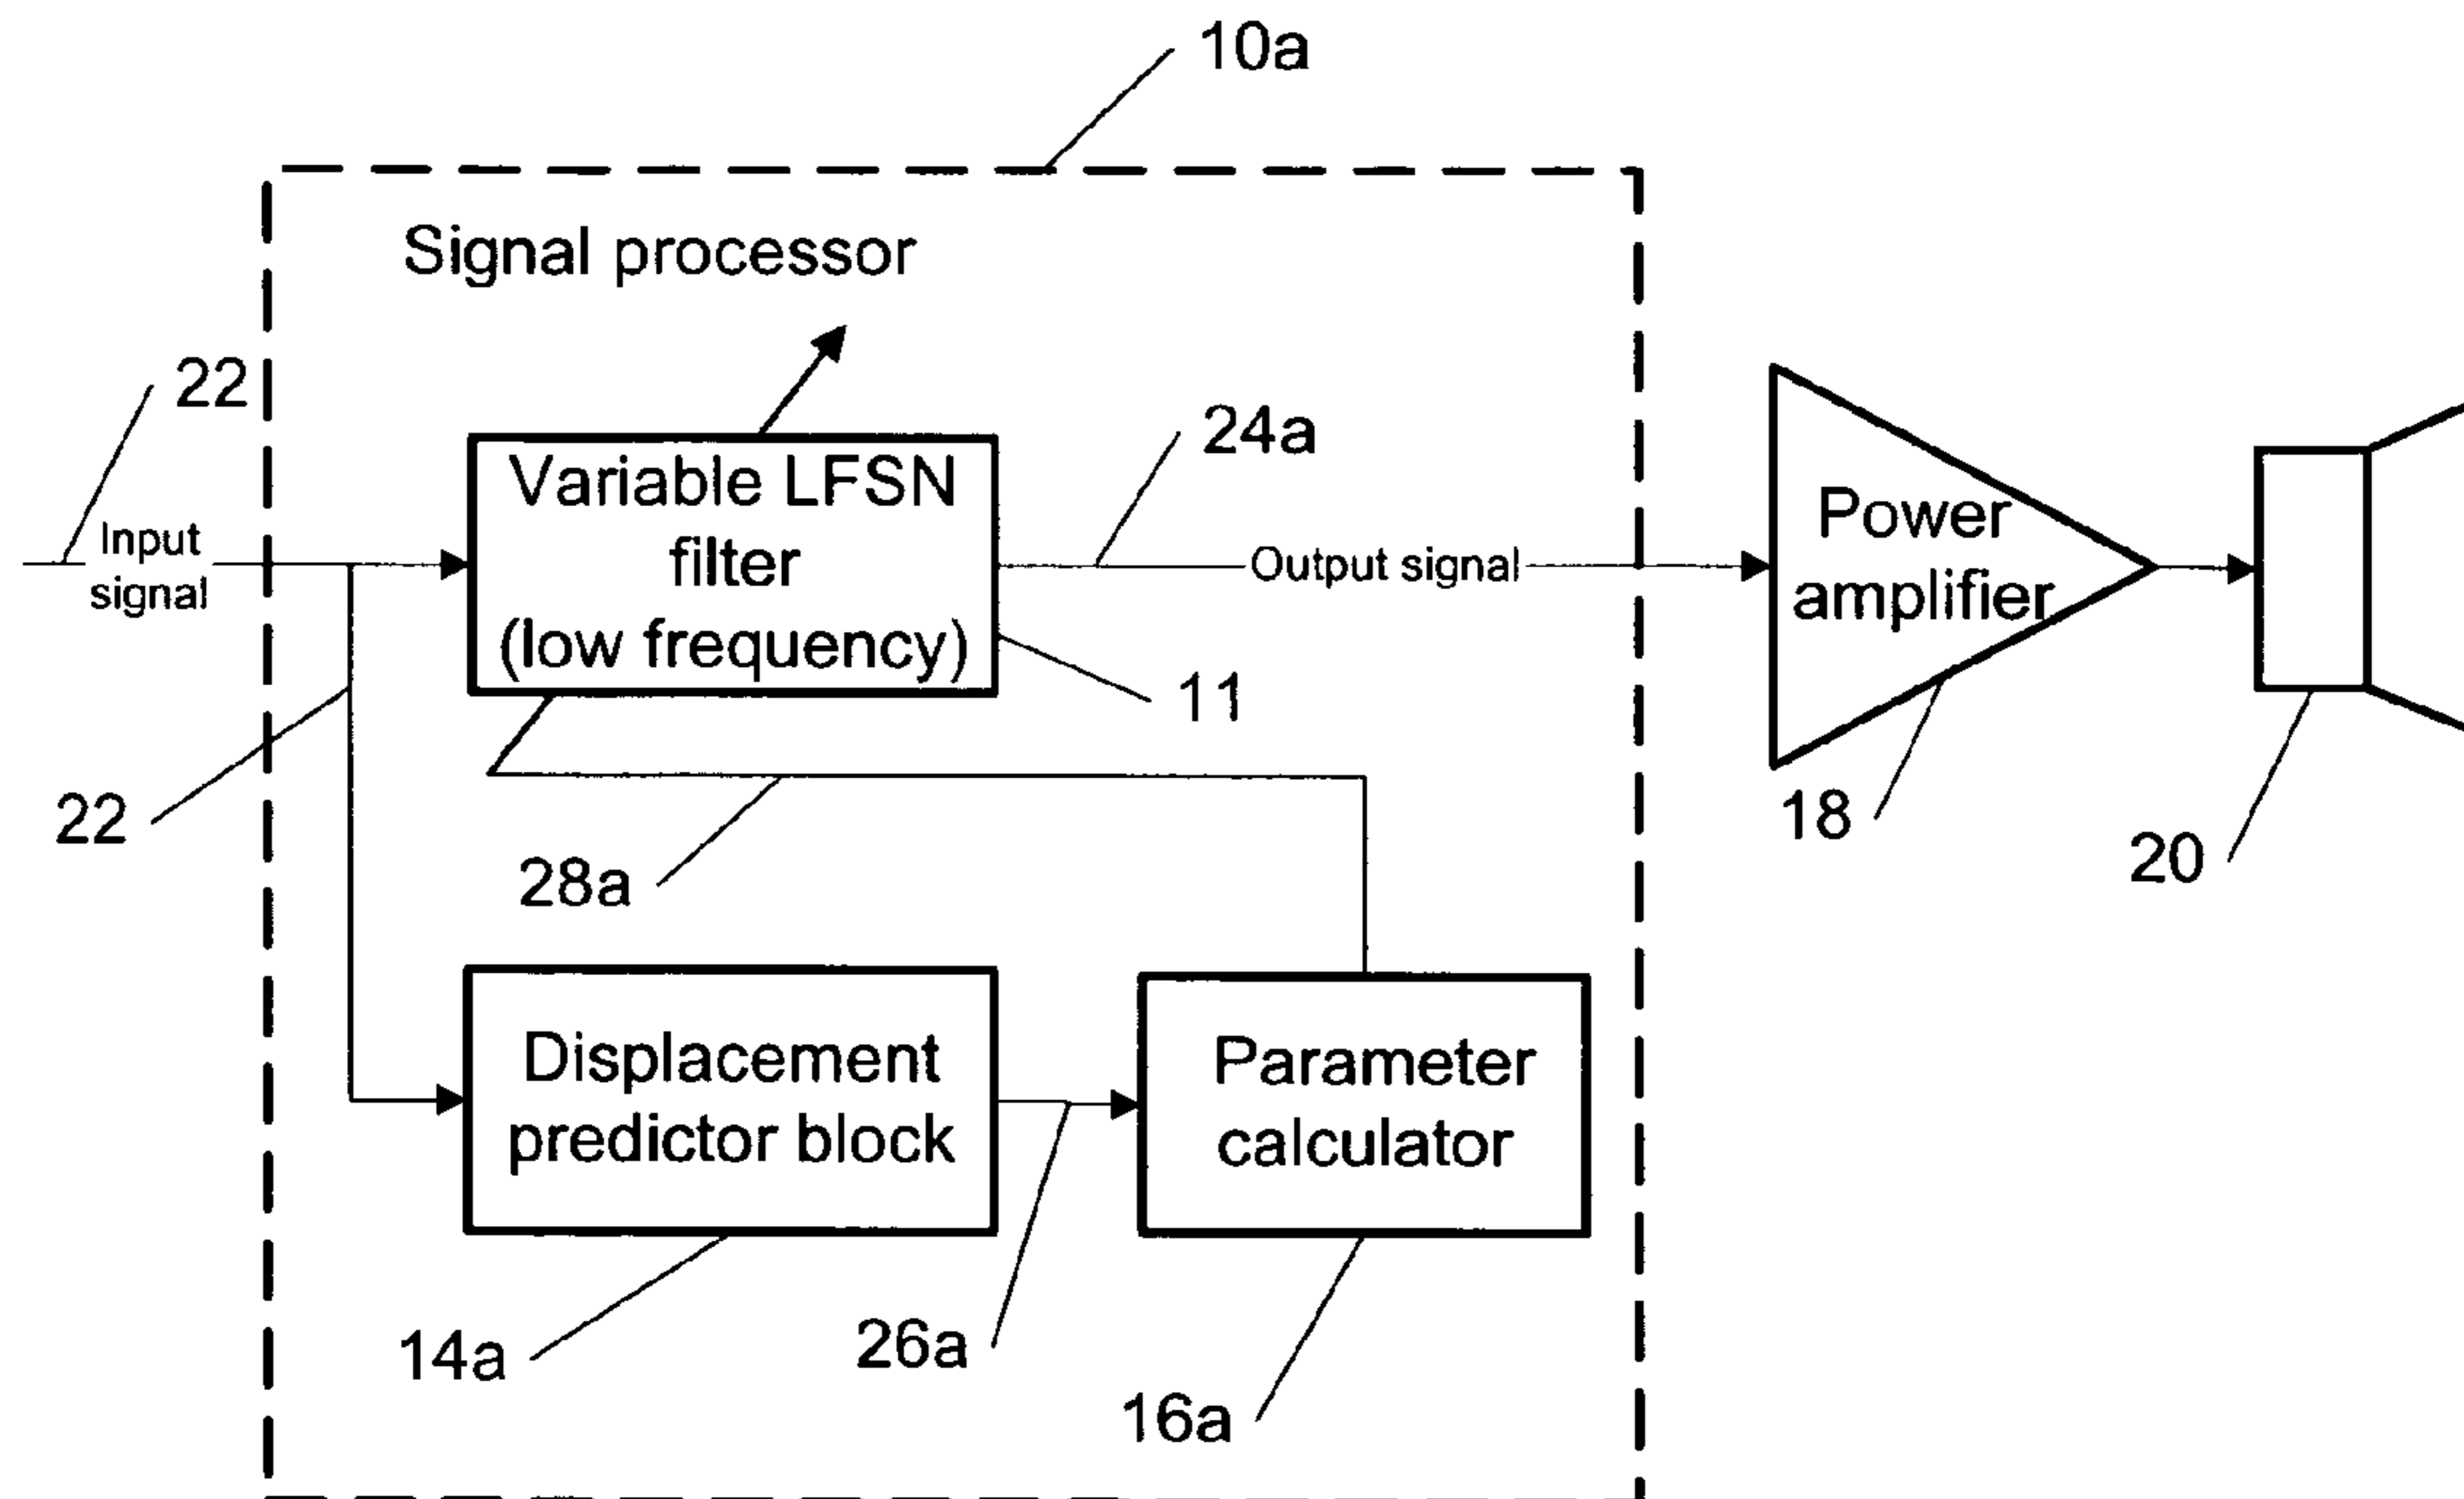 10a
Signal processor
22
24a
Variable LFSN
filter
(low frequency)
Input
signal
Output signal
Power
amplifier
11
22
28a
18
20
Displacement
predictor block
Parameter
calculator
14a
26a
16a